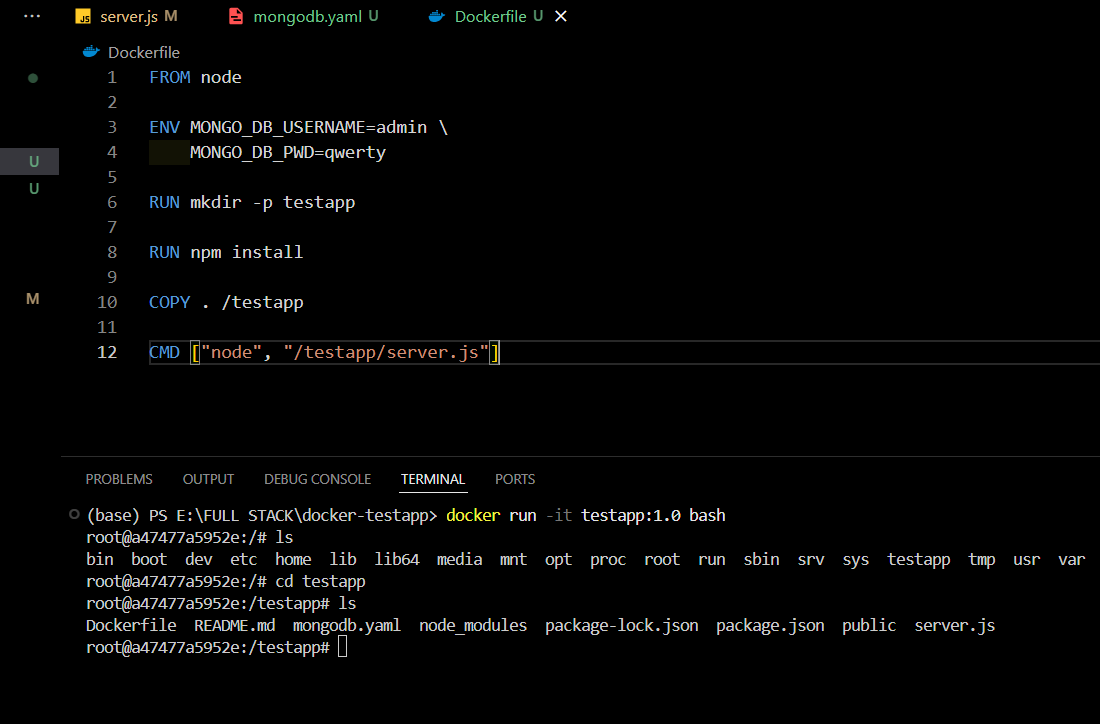 ··· JS server.js M mongodb.yaml U Dockerfile U ×
Dockerfile
1 FROM node
2
3 ENV MONGO_DB_USERNAME=admin \
4 MONGO_DB_PWD=qwerty
U
5
U
6 RUN mkdir -p testapp
7
8 RUN npm install
9
M
10 COPY . /testapp
11
12 CMD ["node", "/testapp/server.js"]
PROBLEMS OUTPUT DEBUG CONSOLE TERMINAL PORTS
(base) PS E:\FULL STACK\docker-testapp> docker run -it testapp:1.0 bash
root@a47477a5952e:/# ls
bin boot dev etc home lib lib64 media mnt opt proc root run sbin srv sys testapp tmp usr var
root@a47477a5952e:/# cd testapp
root@a47477a5952e:/testapp# ls
Dockerfile README.md mongodb.yaml node_modules package-lock.json package.json public server.js
root@a47477a5952e:/testapp#